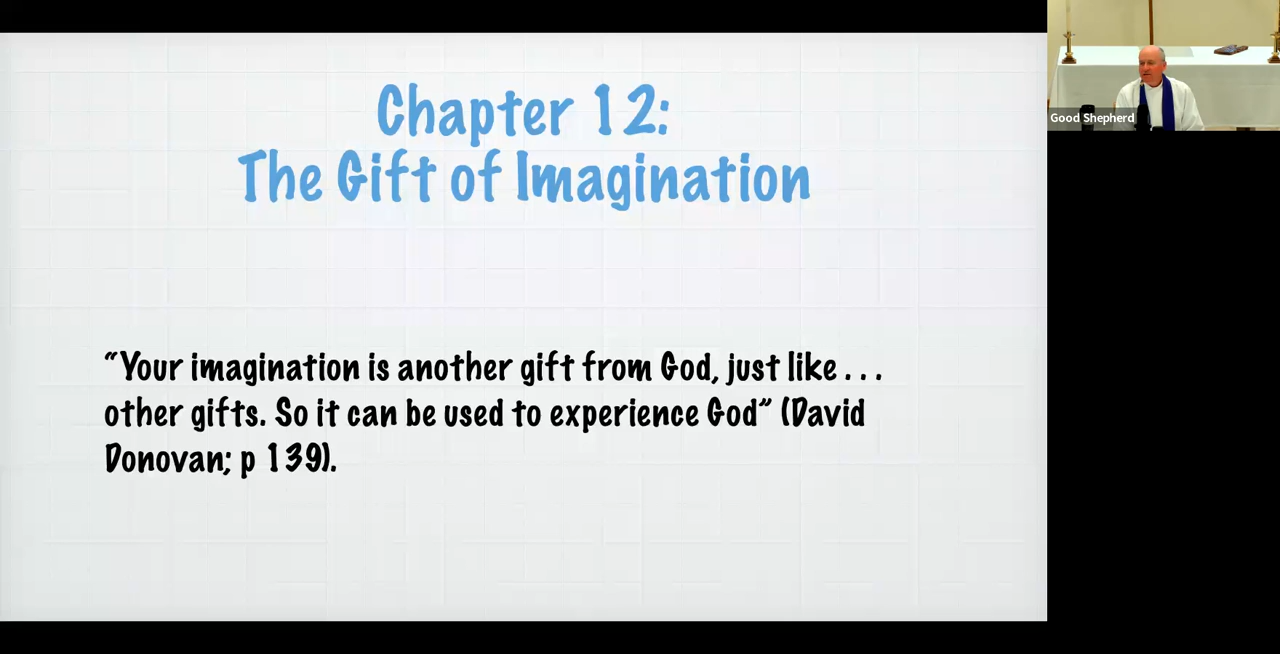 Chapter 12:
The Gift of Imagination
“Your imagination is another gift from God, just like . . .
other gifts. So it can be used to experience God” (David
Donovan; p 139).
Good Shepherd